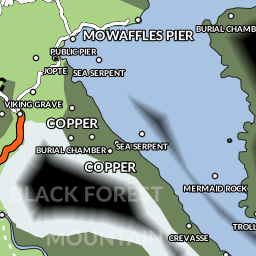 BURIAL CHAMB
MOWAFFLES PIER
PUBLIC PIER
JOPTE
SEA SERPENT
VIKING GRAVE
COPPER
BURIAL CHAMBER
SEA SERPENT
COPPER
MERMAID ROCK
BLACK FOREST
TROLL
MOUNTAIN
CREVASSE